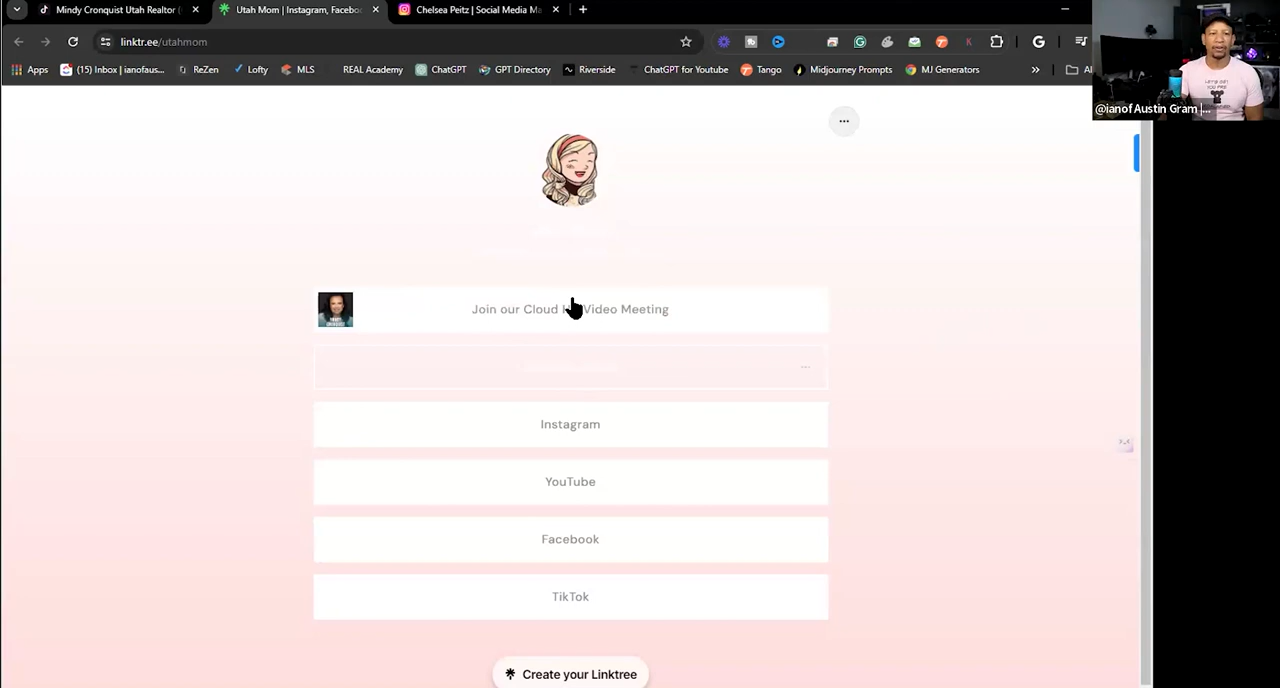 Mindy Cronquist Utah Realtor (
Utah Mom | Instagram, Facebo
Chelsea Peitz | Social Media Ma
linktr.ee/utahmom
Apps
(15) Inbox | ianofaus...
ReZen
Lofty
MLS
REAL Academy
ChatGPT
GPT Directory
Riverside
ChatGPT for Youtube
Tango
Midjourney Prompts
MJ Generators
@ianof Austin Gram |...
Join our Cloud Video Meeting
Instagram
YouTube
Facebook
TikTok
Create your Linktree